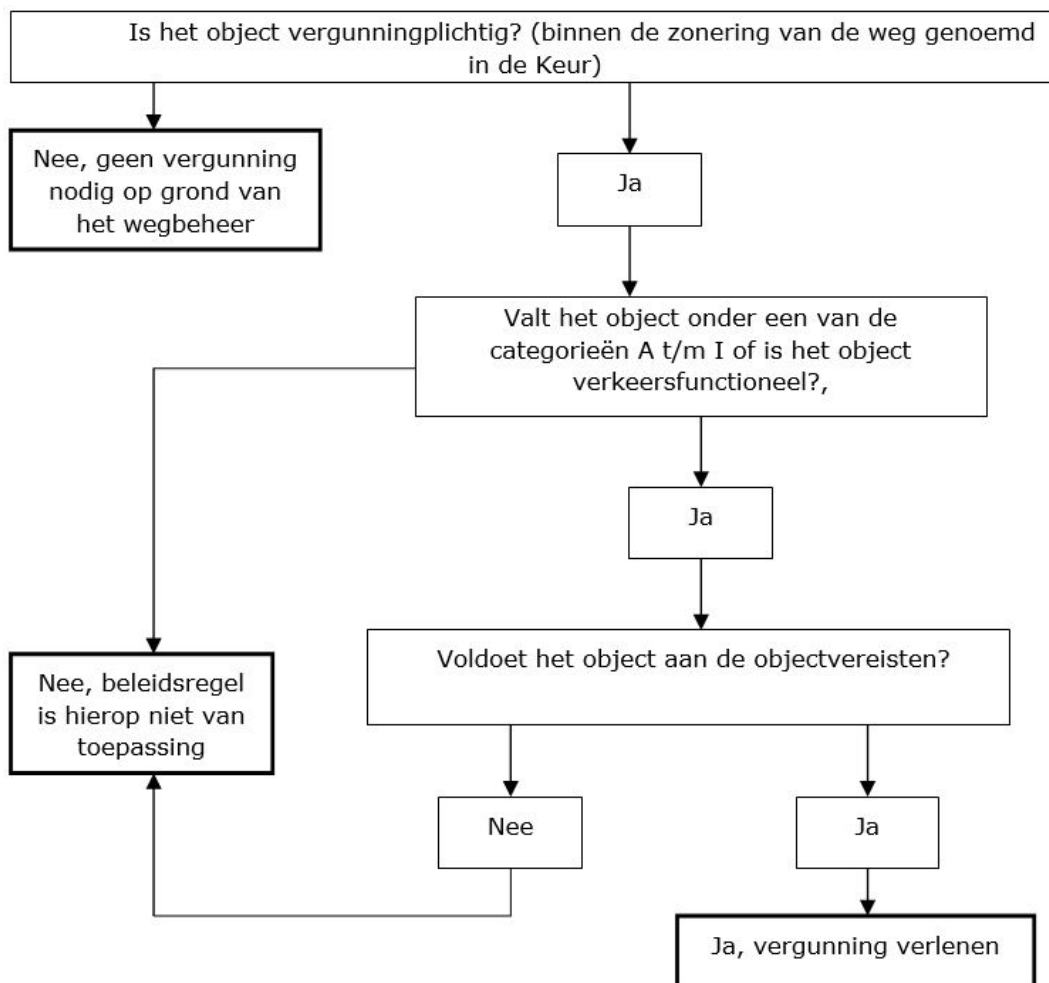 Is het object vergunningplichtig? (binnen de zonering van de weg genoemd
in de Keur)
Nee, geen vergunning
nodig op grond van
het wegbeheer
Ja
Valt het object onder een van de
categorieën A t/m I of is het object
verkeersfunctioneel?,
Ja
Voldoet het object aan de objectvereisten?
Nee, beleidsregel
is hierop niet van
toepassing
Nee
Ja
Ja, vergunning verlenen